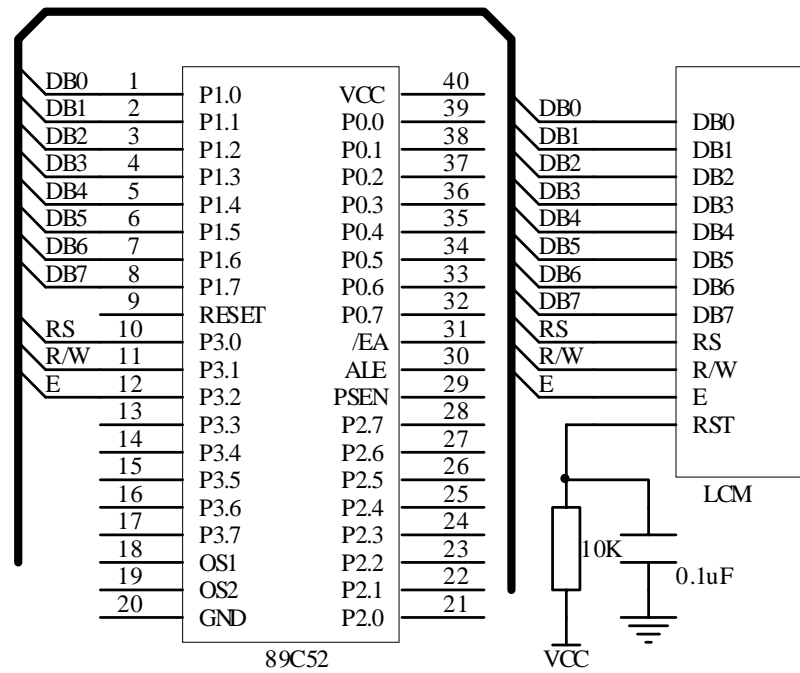 DB0 1 P1.0 VCC 40
DB1 2 P1.1 P0.0 39 DB0 DB0
DB2 3 P1.2 P0.1 38 DB1 DB1
DB3 4 P1.3 P0.2 37 DB2 DB2
DB4 5 P1.4 P0.3 36 DB3 DB3
DB5 6 P1.5 P0.4 35 DB4 DB4
DB6 7 P1.6 P0.5 34 DB5 DB5
DB7 8 P1.7 P0.6 33 DB6 DB6
9 RESET P0.7 32 DB7 DB7
RS 10 P3.0 /EA 31 RS RS
R/W 11 P3.1 ALE 30 R/W R/W
E 12 P3.2 PSEN 29 E E
13 P3.3 P2.7 28 RST
14 P3.4 P2.6 27
15 P3.5 P2.5 26
16 P3.6 P2.4 25 LCM
17 P3.7 P2.3 24
18 OS1 P2.2 23 10K
19 OS2 P2.1 22 0.1uF
20 GND P2.0 21
89C52 VCC